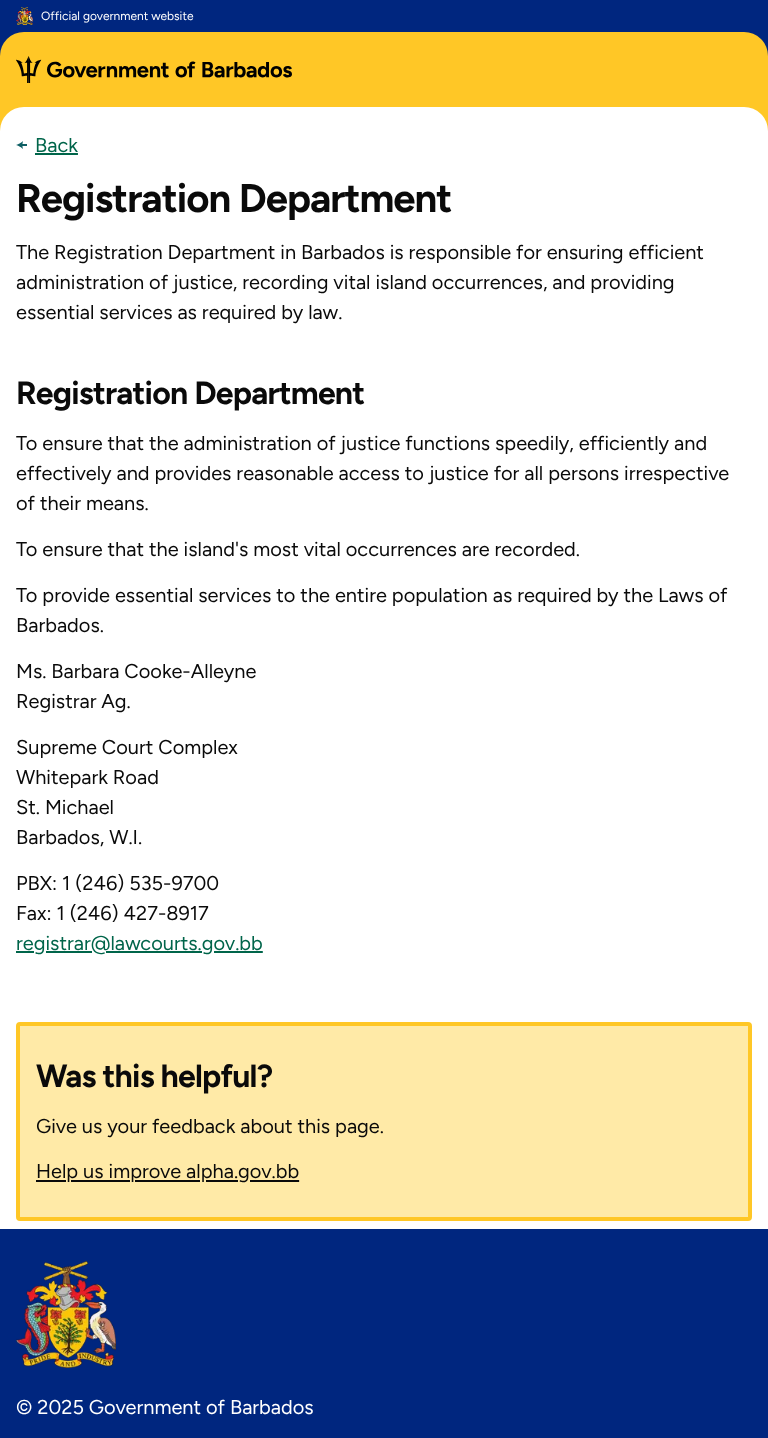 Official government website
Government of Barbados
Back
Registration Department
The Registration Department in Barbados is responsible for ensuring efficient
administration of justice, recording vital island occurrences, and providing
essential services as required by law.
Registration Department
To ensure that the administration of justice functions speedily, efficiently and
effectively and provides reasonable access to justice for all persons irrespective
of their means.
To ensure that the island's most vital occurrences are recorded.
To provide essential services to the entire population as required by the Laws of
Barbados.
Ms. Barbara Cooke-Alleyne
Registrar Ag.
Supreme Court Complex
Whitepark Road
St. Michael
Barbados, W.I.
PBX: 1 (246) 535-9700
Fax: 1 (246) 427-8917
registrar@lawcourts.gov.bb
Was this helpful?
Give us your feedback about this page.
Help us improve alpha.gov.bb
PRIDE AND INDUSTRY
© 2025 Government of Barbados